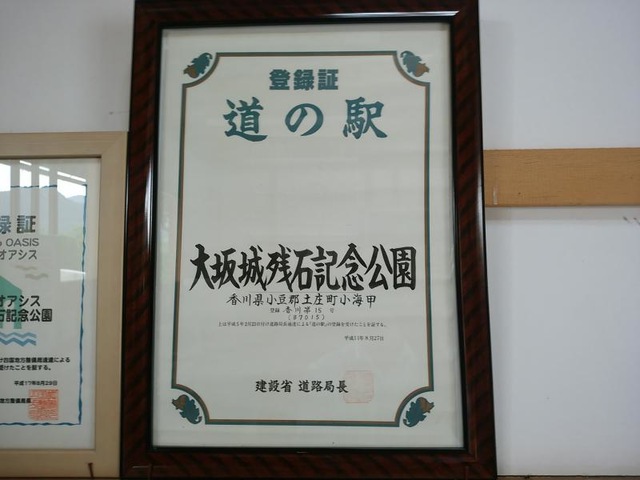 登録証
道の駅
大坂城残石記念公園
香川県小豆郡土庄町小海甲
登録 香川第15号
(37015)
平成11年8月27日
建設省 道路局長
録証
OASIS
オアシス
オアシス
石記念公園
平成17年8月29日